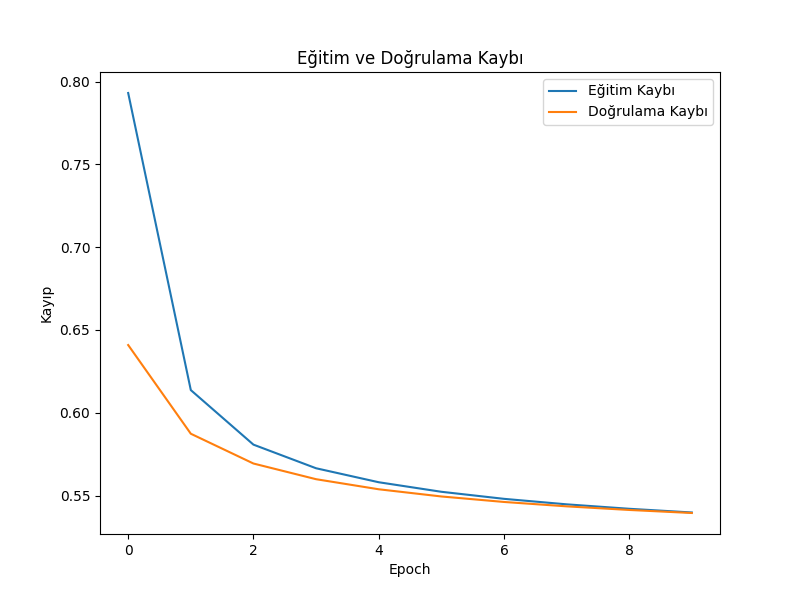 Eğitim ve Doğrulama Kaybı
Eğitim Kaybı
Doğrulama Kaybı
Kayıp
0.80
0.75
0.70
0.65
0.60
0.55
0 2 4 6 8
Epoch